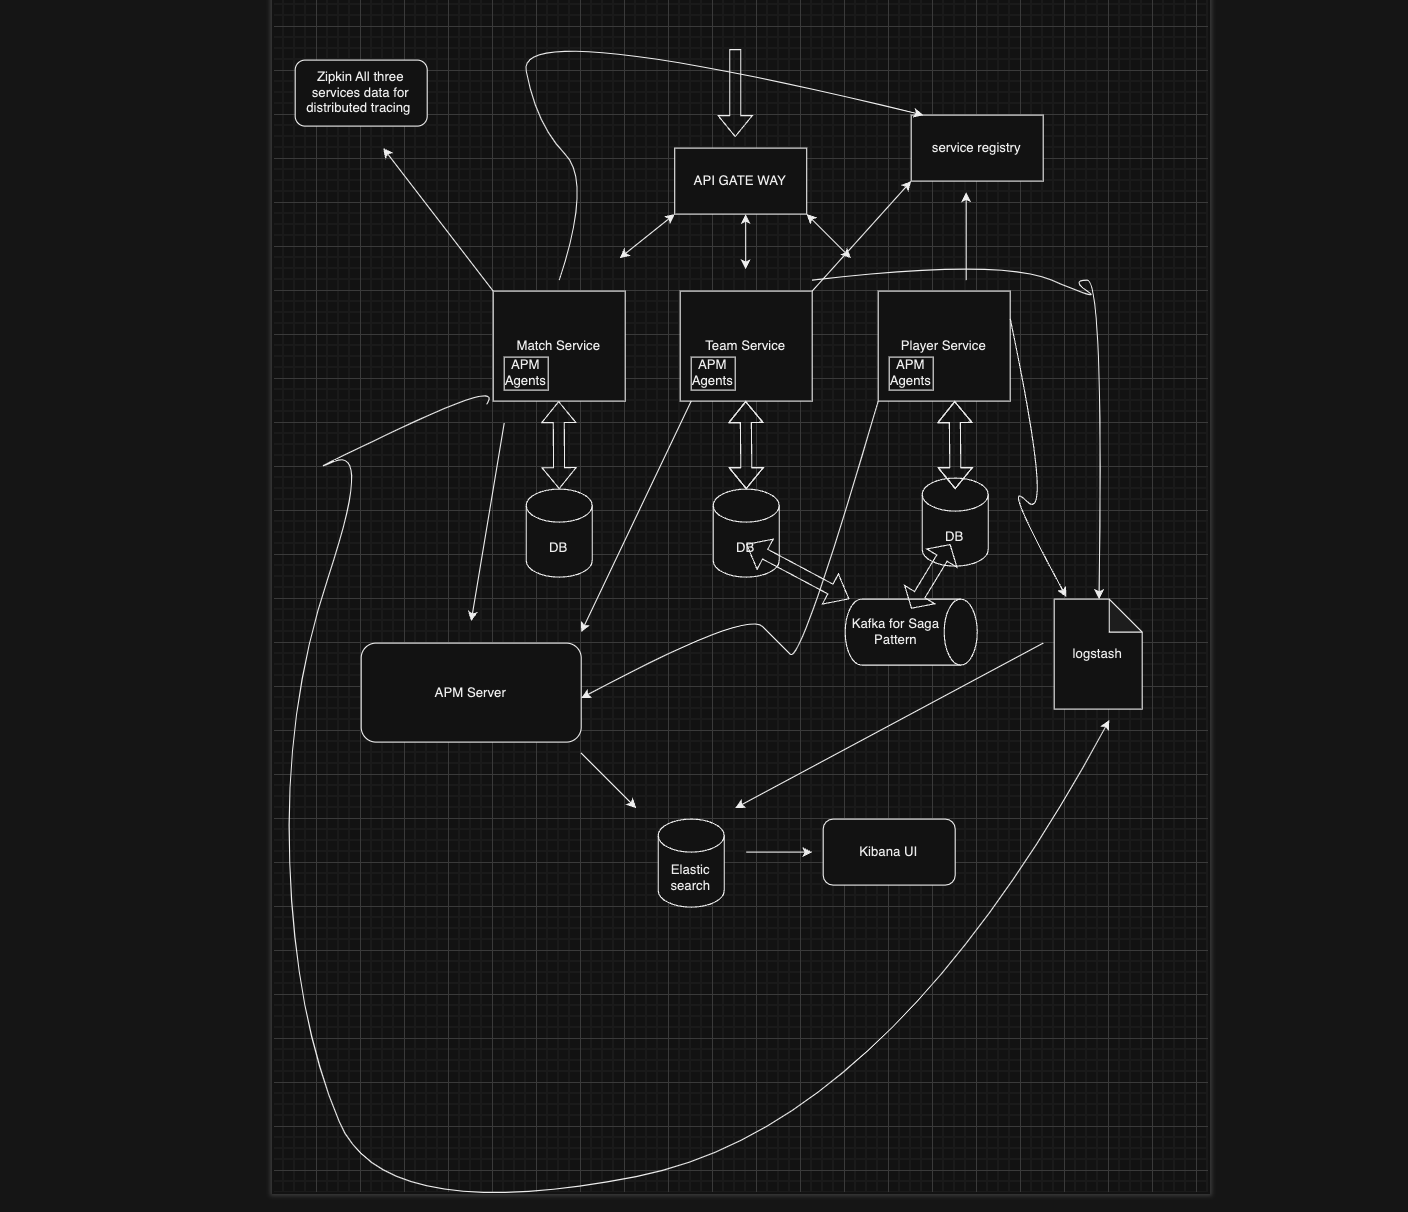 Zipkin All three
services data for
distributed tracing
service registry
API GATE WAY
Match Service
APM
Agents
Team Service
APM
Agents
Player Service
APM
Agents
DB
DB
DB
Kafka for Saga
Pattern
logstash
APM Server
Elastic
search
Kibana UI